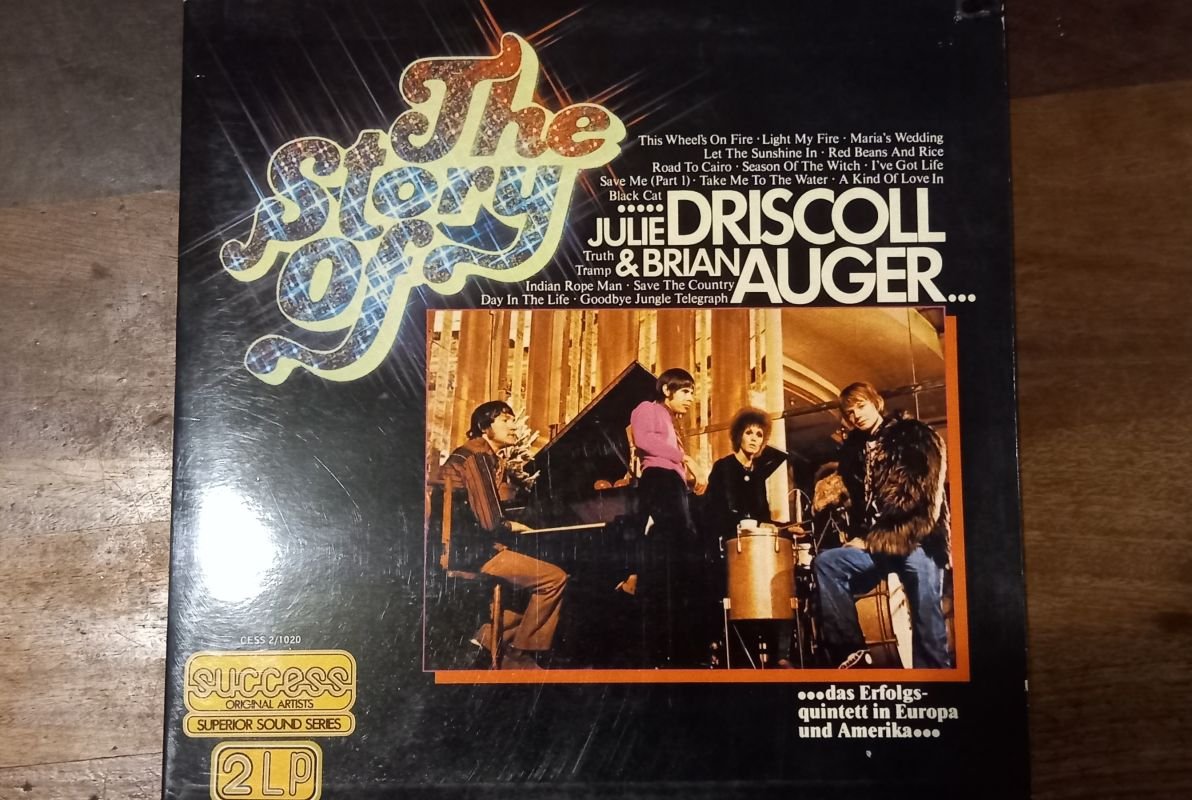 The
Story
Of
This Wheel's On Fire · Light My Fire · Maria's Wedding
Let The Sunshine In · Red Beans And Rice
Road To Cairo · Season Of The Witch · I've Got Life
Save Me (Part 1) · Take Me To The Water · A Kind Of Love In
Black Cat
.....
JULIE DRISCOLL
Truth
Tramp
& BRIAN AUGER...
Indian Rope Man · Save The Country
Day In The Life · Goodbye Jungle Telegraph
CESS 2/1020
success
ORIGINAL ARTISTS
SUPERIOR SOUND SERIES
2 LP
...das Erfolgs-
quintett in Europa
und Amerika...